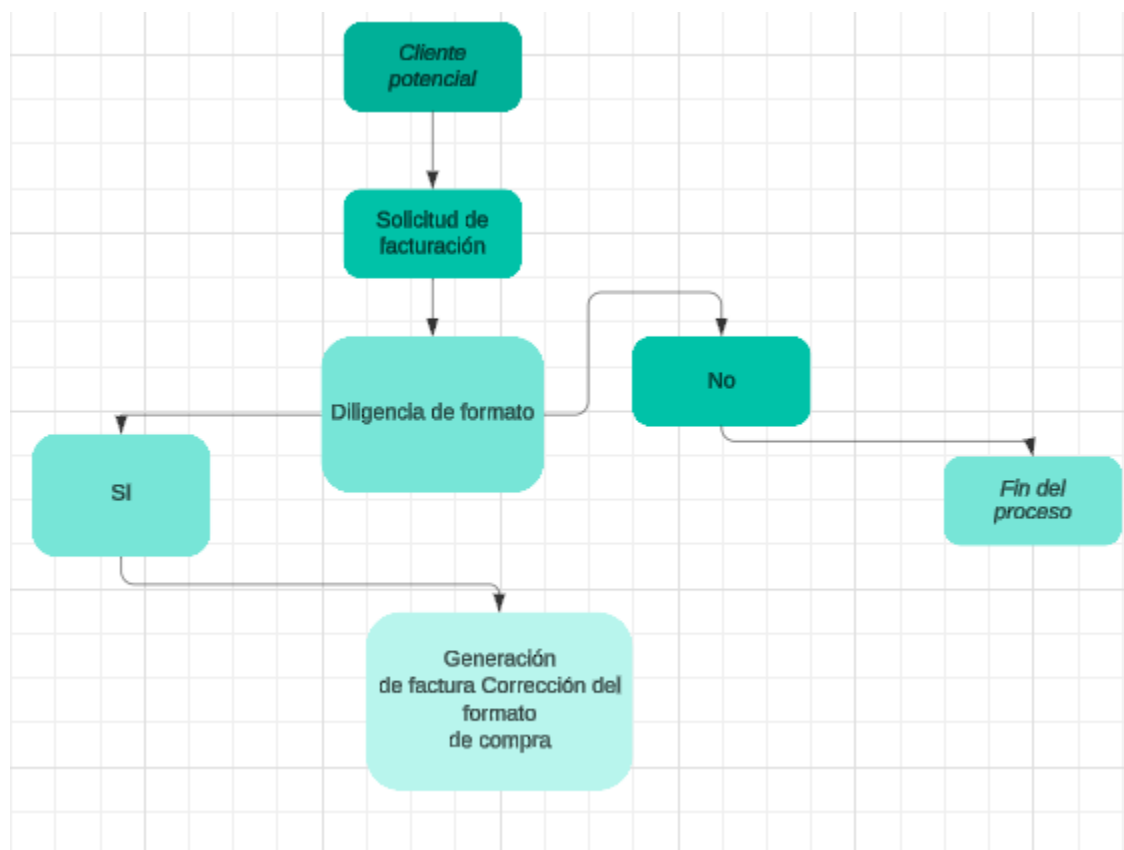 Cliente
potencial
Solicitud de
facturación
Diligencia de formato
No
SI
Fin del
proceso
Generación
de factura Corrección del
formato
de compra